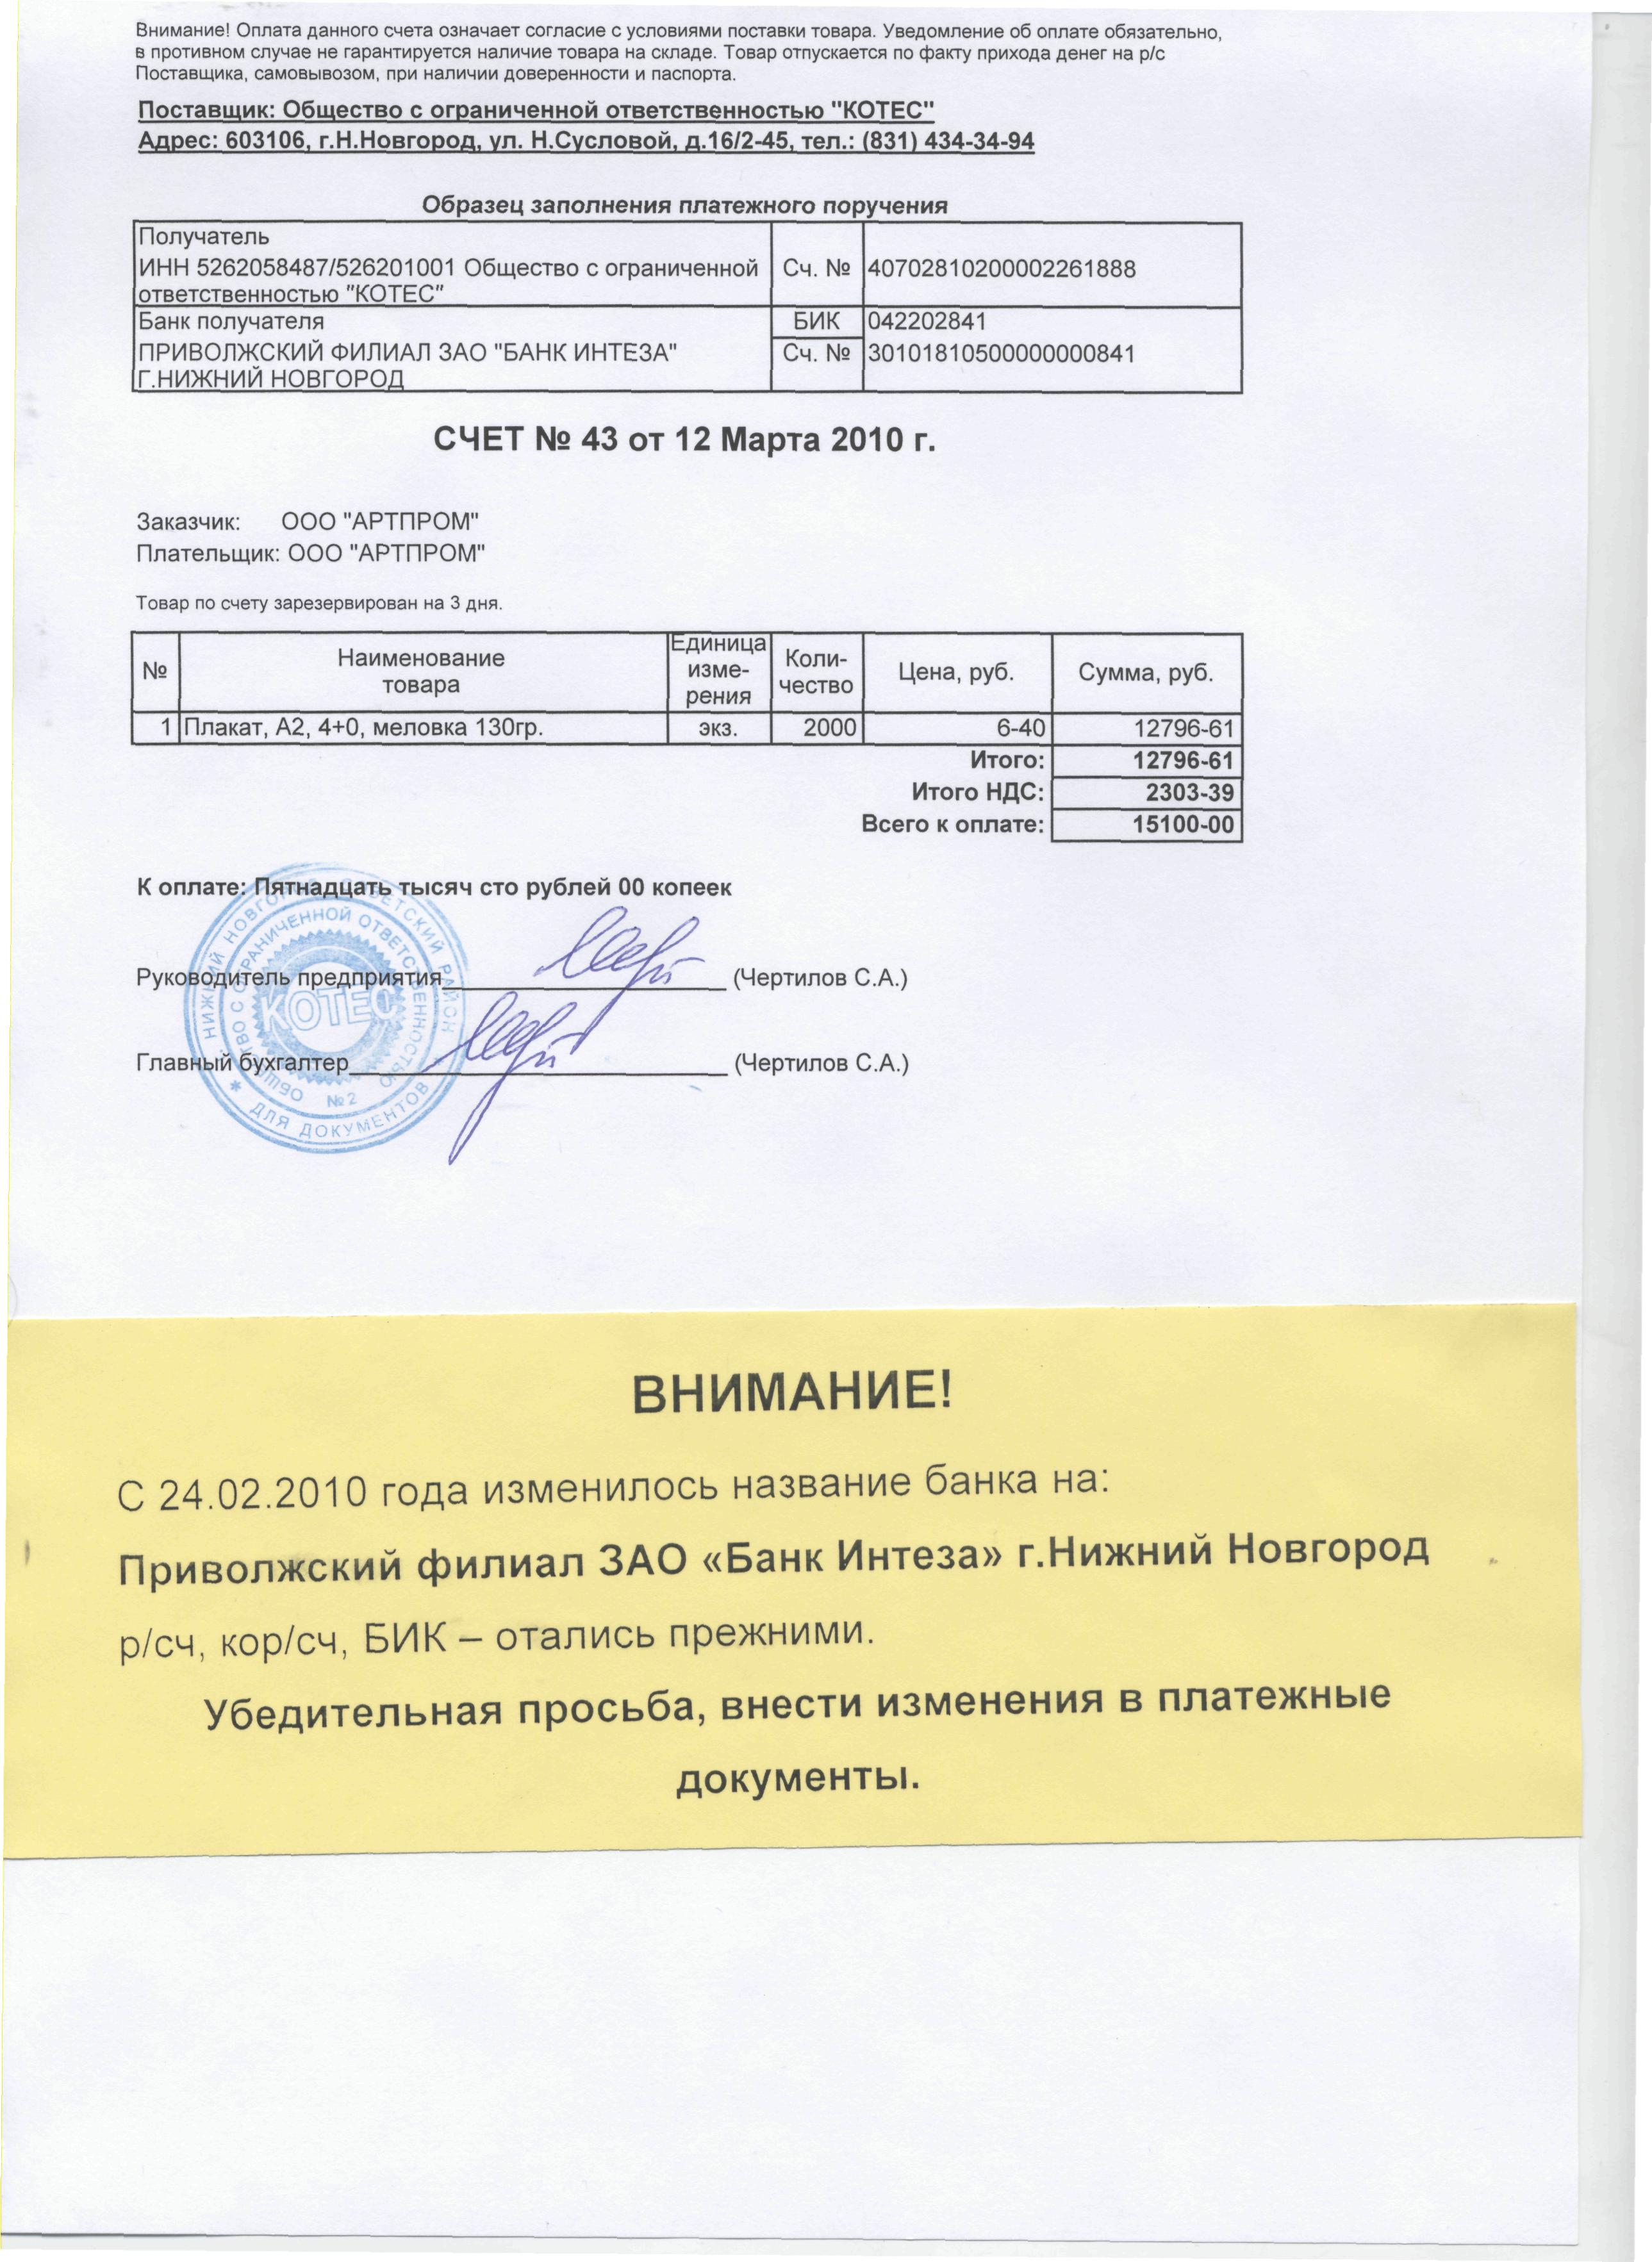 Внимание! Оплата данного счета означает согласие с условиями поставки товара. Уведомление об оплате обязательно,
в противном случае не гарантируется наличие товара на складе. Товар отпускается по факту прихода денег на р/с
Поставщика, самовывозом, при наличии доверенности и паспорта.
Поставщик: Общество с ограниченной ответственностью "КОТЕС"
Адрес: 603106, г.Н.Новгород, ул. Н.Сусловой, д.16/2-45, тел.: (831) 434-34-94
Образец заполнения платежного поручения
Получатель
ИНН 5262058487/526201001 Общество с ограниченной Сч. № 40702810200002261888
ответственностью "КОТЕС"
Банк получателя БИК 042202841
ПРИВОЛЖСКИЙ ФИЛИАЛ ЗАО "БАНК ИНТЕЗА" Сч. № 30101810500000000841
Г.НИЖНИЙ НОВГОРОД
СЧЕТ № 43 от 12 Марта 2010 г.
Заказчик: ООО "АРТПРОМ"
Плательщик: ООО "АРТПРОМ"
Товар по счету зарезервирован на 3 дня.
№ Наименование товара Единица изме-рения Коли-чество Цена, руб. Сумма, руб.
1 Плакат, А2, 4+0, меловка 130гр. экз. 2000 6-40 12796-61
Итого: 12796-61
Итого НДС: 2303-39
Всего к оплате: 15100-00
К оплате: Пятнадцать тысяч сто рублей 00 копеек
Руководитель предприятия (Чертилов С.А.)
Главный бухгалтер (Чертилов С.А.)
ОБЩЕСТВО С ОГРАНИЧЕННОЙ ОТВЕТСТВЕННОСТЬЮ
КОТЕС
№2
ДЛЯ ДОКУМЕНТОВ
ВНИМАНИЕ!
С 24.02.2010 года изменилось название банка на:
Приволжский филиал ЗАО «Банк Интеза» г.Нижний Новгород
р/сч, кор/сч, БИК – отались прежними.
Убедительная просьба, внести изменения в платежные
документы.